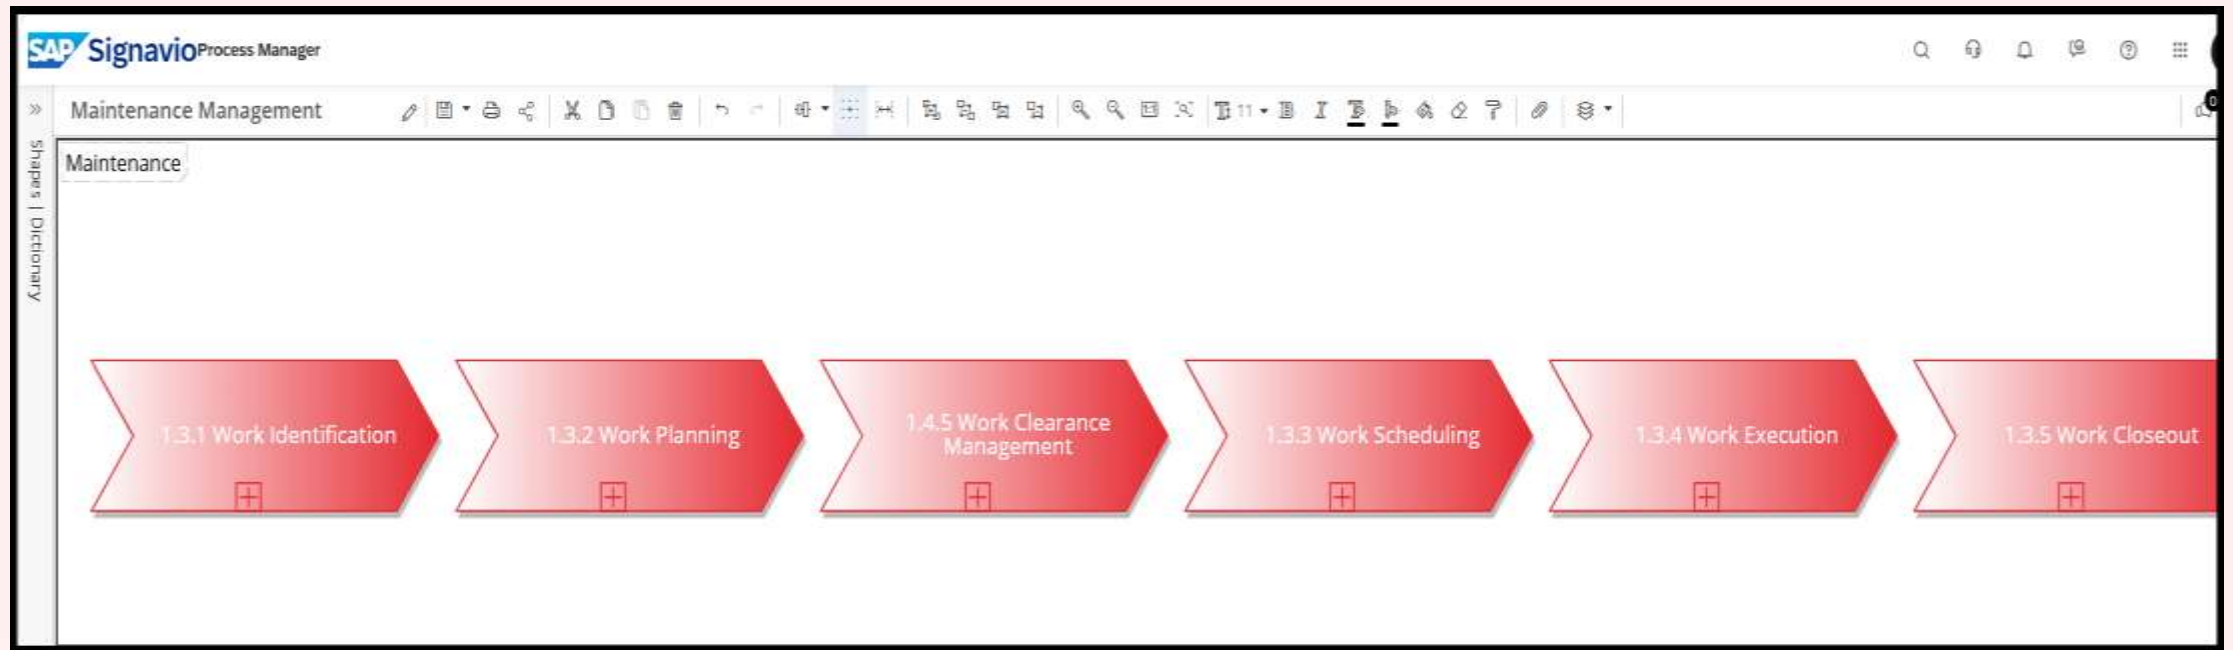 SAP Signavio Process Manager
Maintenance Management
11
Shapes | Dictionary
Maintenance
1.3.1 Work Identification
1.3.2 Work Planning
1.4.5 Work Clearance
Management
1.3.3 Work Scheduling
1.3.4 Work Execution
1.3.5 Work Closeout